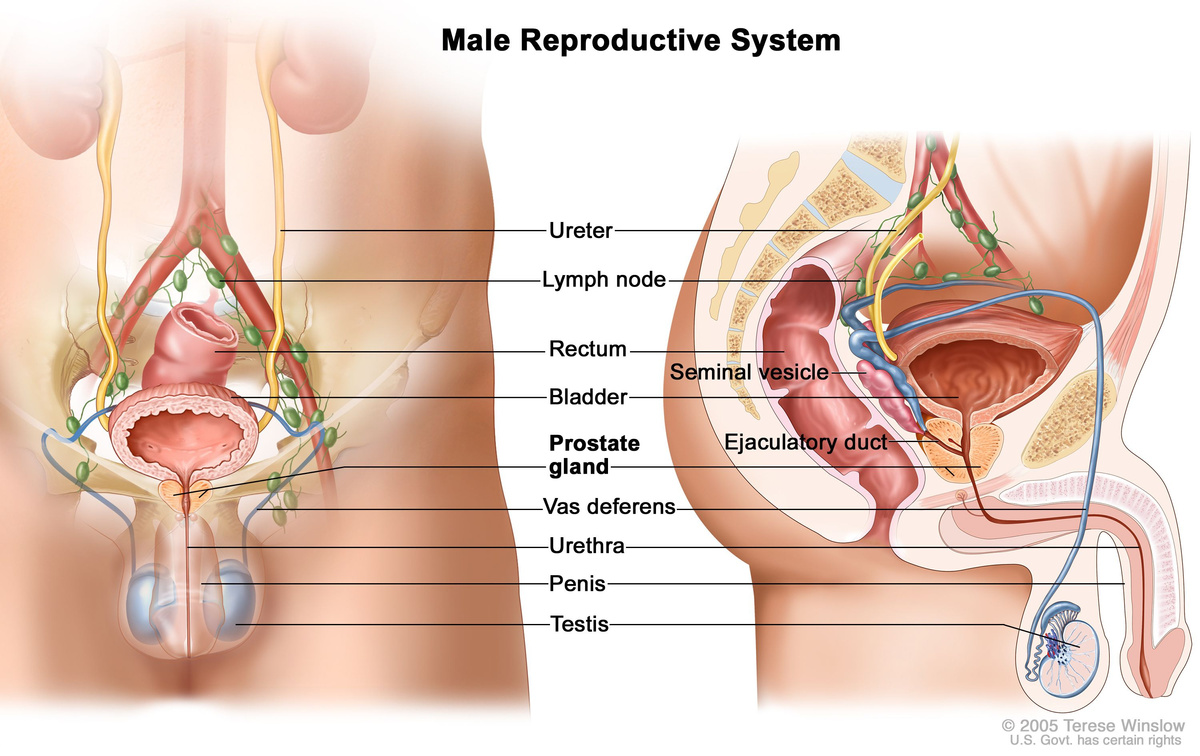 Male Reproductive System
Ureter
Lymph node
Rectum
Seminal vesicle
Bladder
Prostate
gland
Ejaculatory duct
Vas deferens
Urethra
Penis
Testis
© 2005 Terese Winslow
U.S. Govt. has certain rights